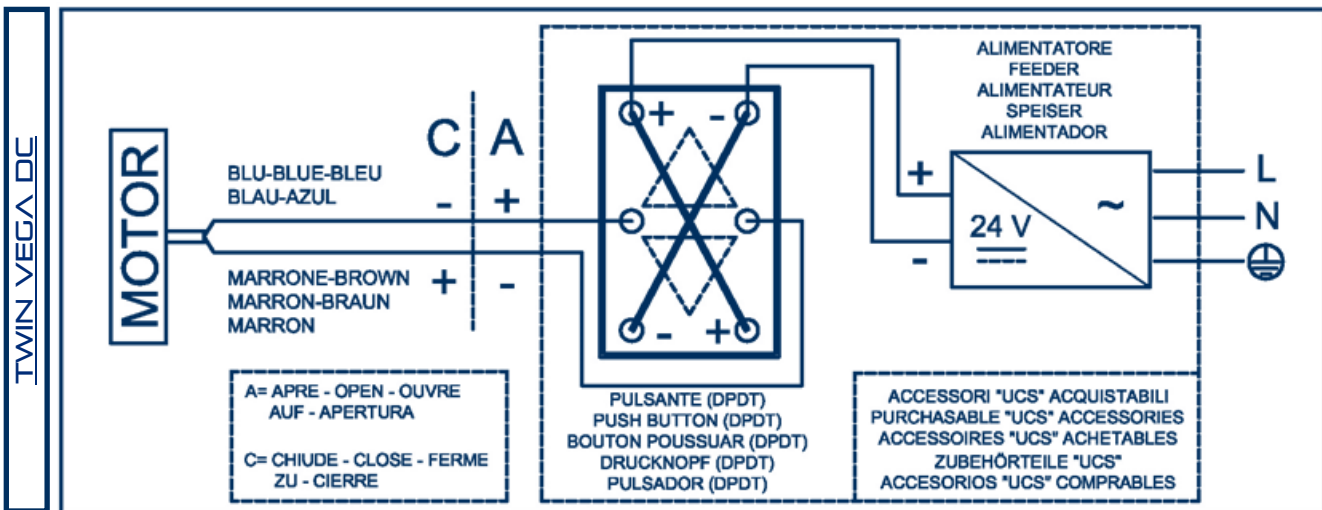 TWIN VEGA DC
MOTOR
BLU-BLUE-BLEU
BLAU-AZUL
C A
- +
MARRONE-BROWN
MARRON-BRAUN
MARRON
+ -
A= APRE - OPEN - OUVRE
AUF - APERTURA
C= CHIUDE - CLOSE - FERME
ZU - CIERRE
+ -
- +
PULSANTE (DPDT)
PUSH BUTTON (DPDT)
BOUTON POUSSUAR (DPDT)
DRUCKNOPF (DPDT)
PULSADOR (DPDT)
ALIMENTATORE
FEEDER
ALIMENTATEUR
SPEISER
ALIMENTADOR
+
-
24 V
~
L
N
ACCESSORI "UCS" ACQUISTABILI
PURCHASABLE "UCS" ACCESSORIES
ACCESSOIRES "UCS" ACHETABLES
ZUBEHÖRTEILE "UCS"
ACCESORIOS "UCS" COMPRABLES